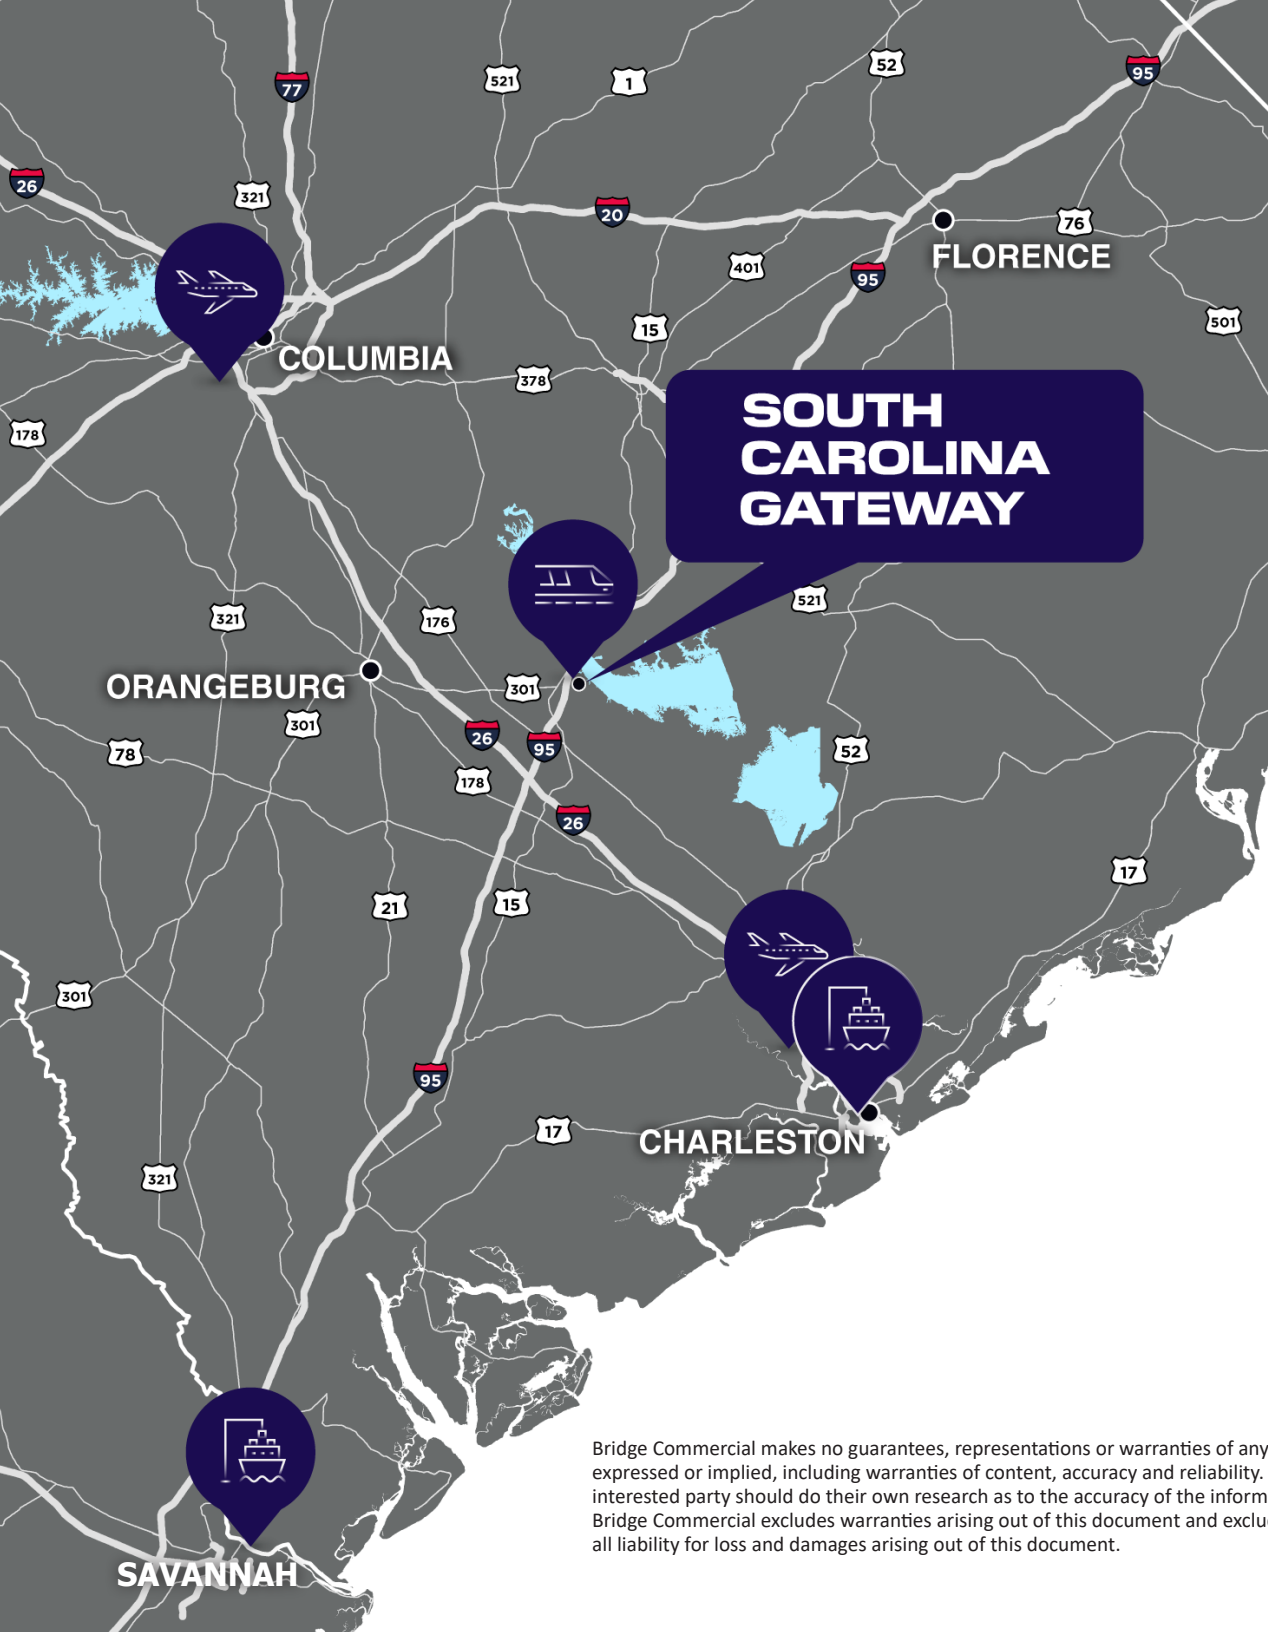 77
521
1
52
95
26
321
20
76
FLORENCE
401
95
501
15
COLUMBIA
378
178
SOUTH
CAROLINA
GATEWAY
521
321
176
ORANGEBURG
301
301
26
95
78
52
178
26
17
21
15
301
95
17
CHARLESTON
321
Bridge Commercial makes no guarantees, representations or warranties of any
expressed or implied, including warranties of content, accuracy and reliability.
interested party should do their own research as to the accuracy of the inform
Bridge Commercial excludes warranties arising out of this document and exclu
all liability for loss and damages arising out of this document.
SAVANNAH